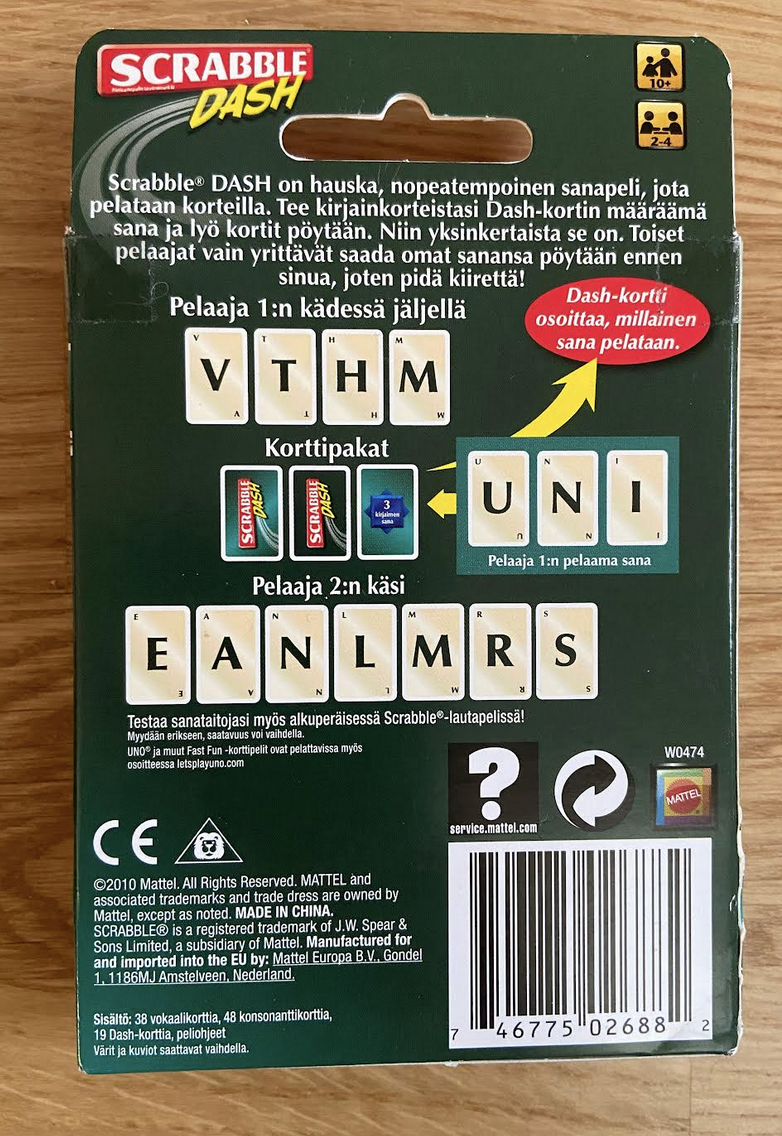 SCRABBLE
DASH
10+
2-4
Scrabble® DASH on hauska, nopeatempoinen sanapeli, jota
pelataan korteilla. Tee kirjainkorteistasi Dash-kortin määräämä
sana ja lyö kortit pöytään. Niin yksinkertaista se on. Toiset
pelaajat vain yrittävät saada omat sanansa pöytään ennen
sinua, joten pidä kiirettä!
Dash-kortti
osoittaa, millainen
sana pelataan.
Pelaaja 1:n kädessä jäljellä
V T H M
V T H M
V T H M
Korttipakat
SCRABBLE DASH
SCRABBLE DASH
3
kirjaimen
sana
U N I
U N I
U N I
Pelaaja 1:n pelaama sana
Pelaaja 2:n käsi
E A N L M R S
E A N L M R S
E A N L M R S
Testaa sanataitojasi myös alkuperäisessä Scrabble®-lautapelissä!
Myydään erikseen, saatavuus voi vaihdella.
UNO® ja muut Fast Fun -korttipelit ovat pelattavissa myös
osoitteessa letsplayuno.com
?
service.mattel.com
W0474
MATTEL
CE
©2010 Mattel. All Rights Reserved. MATTEL and
associated trademarks and trade dress are owned by
Mattel, except as noted. MADE IN CHINA.
SCRABBLE® is a registered trademark of J.W. Spear &
Sons Limited, a subsidiary of Mattel. Manufactured for
and imported into the EU by: Mattel Europa B.V., Gondel
1, 1186MJ Amstelveen, Nederland.
Sisältö: 38 vokaalikorttia, 48 konsonanttikorttia,
19 Dash-korttia, peliohjeet
Värit ja kuviot saattavat vaihdella.
7 46775 02688 2